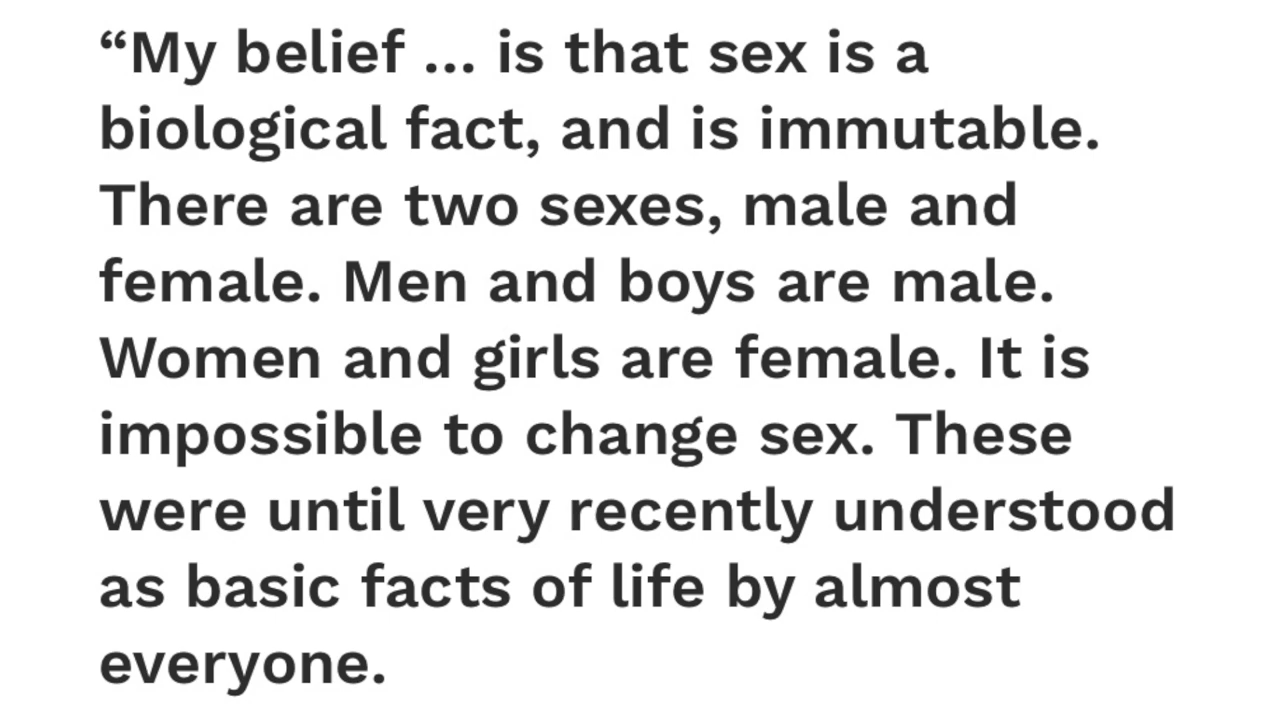 “My belief … is that sex is a
biological fact, and is immutable.
There are two sexes, male and
female. Men and boys are male.
Women and girls are female. It is
impossible to change sex. These
were until very recently understood
as basic facts of life by almost
everyone.